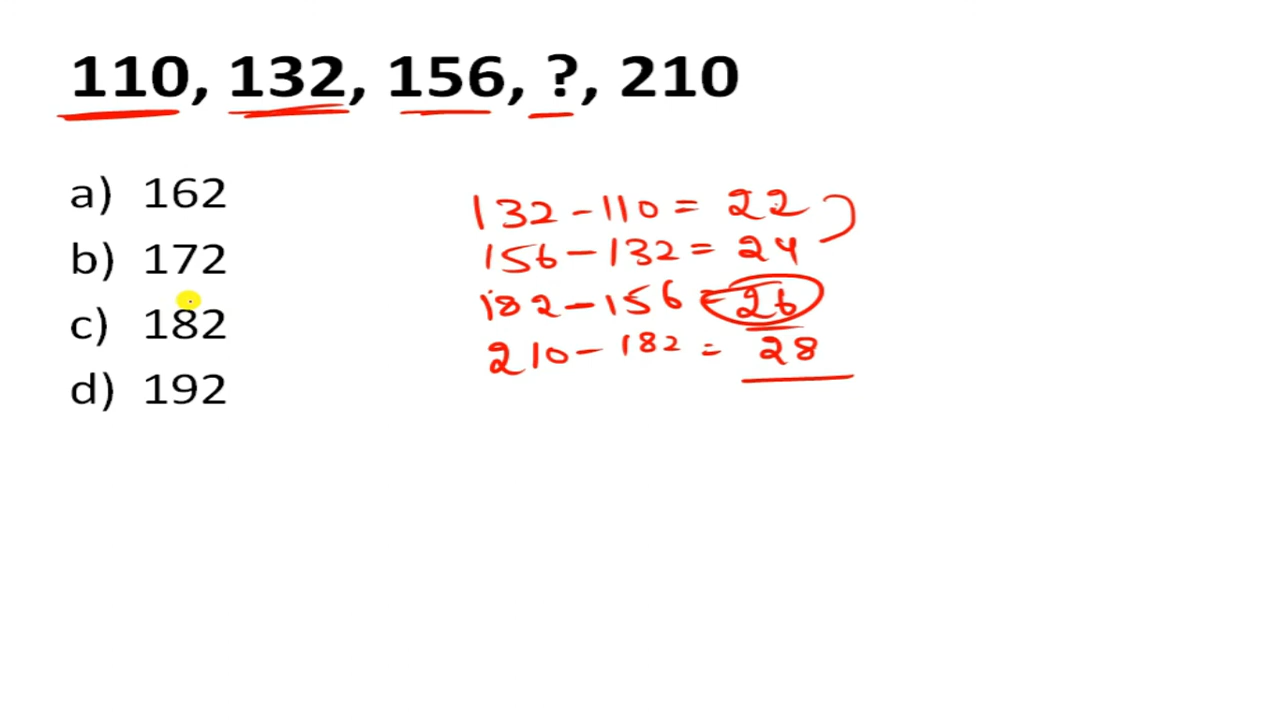 110, 132, 156, ?, 210
a) 162
b) 172
c) 182
d) 192
132 - 110 = 22
156 - 132 = 24
182 - 156 = 26
210 - 182 = 28